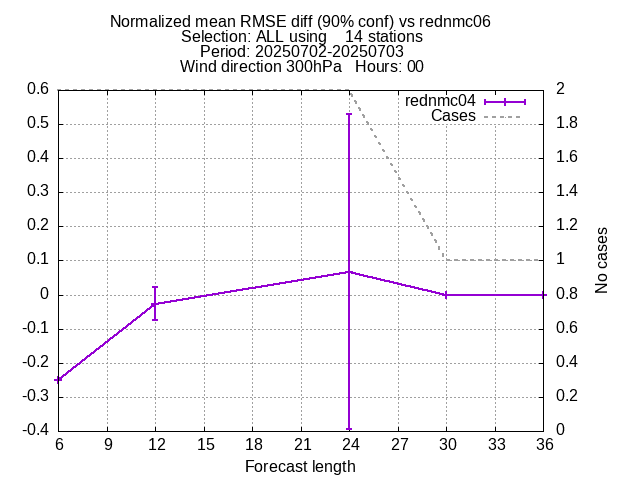 Normalized mean RMSE diff (90% conf) vs rednmc06
Selection: ALL using    14 stations
Period: 20250702-20250703
Wind direction 300hPa   Hours: 00
rednmc04
Cases
0.6
0.5
0.4
0.3
0.2
0.1
0
-0.1
-0.2
-0.3
-0.4
2
1.8
1.6
1.4
1.2
1
0.8
0.6
0.4
0.2
0
No cases
6 9 12 15 18 21 24 27 30 33 36
Forecast length